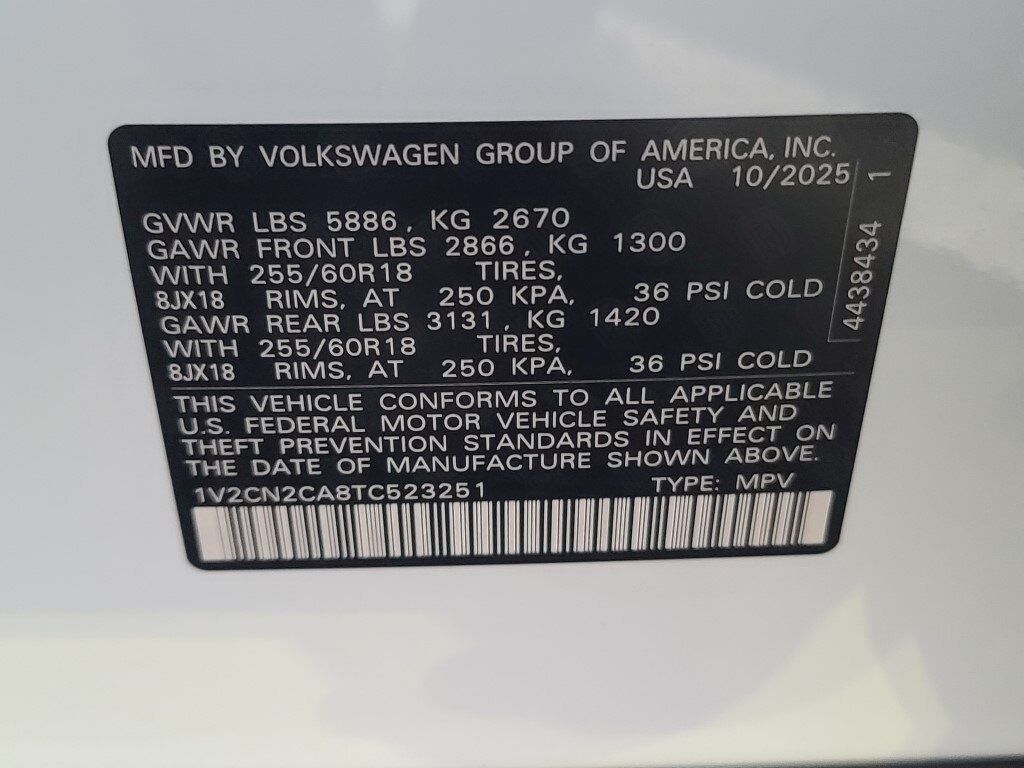 MFD BY VOLKSWAGEN GROUP OF AMERICA, INC.
USA 10/2025
GVWR LBS 5886, KG 2670
GAWR FRONT LBS 2866, KG 1300
WITH 255/60R18 TIRES,
8JX18 RIMS, AT 250 KPA, 36 PSI COLD
GAWR REAR LBS 3131, KG 1420
WITH 255/60R18 TIRES,
8JX18 RIMS, AT 250 KPA, 36 PSI COLD
4438434 1
THIS VEHICLE CONFORMS TO ALL APPLICABLE
U.S. FEDERAL MOTOR VEHICLE SAFETY AND
THEFT PREVENTION STANDARDS IN EFFECT ON
THE DATE OF MANUFACTURE SHOWN ABOVE.
1V2CN2CA8TC523251 TYPE: MPV